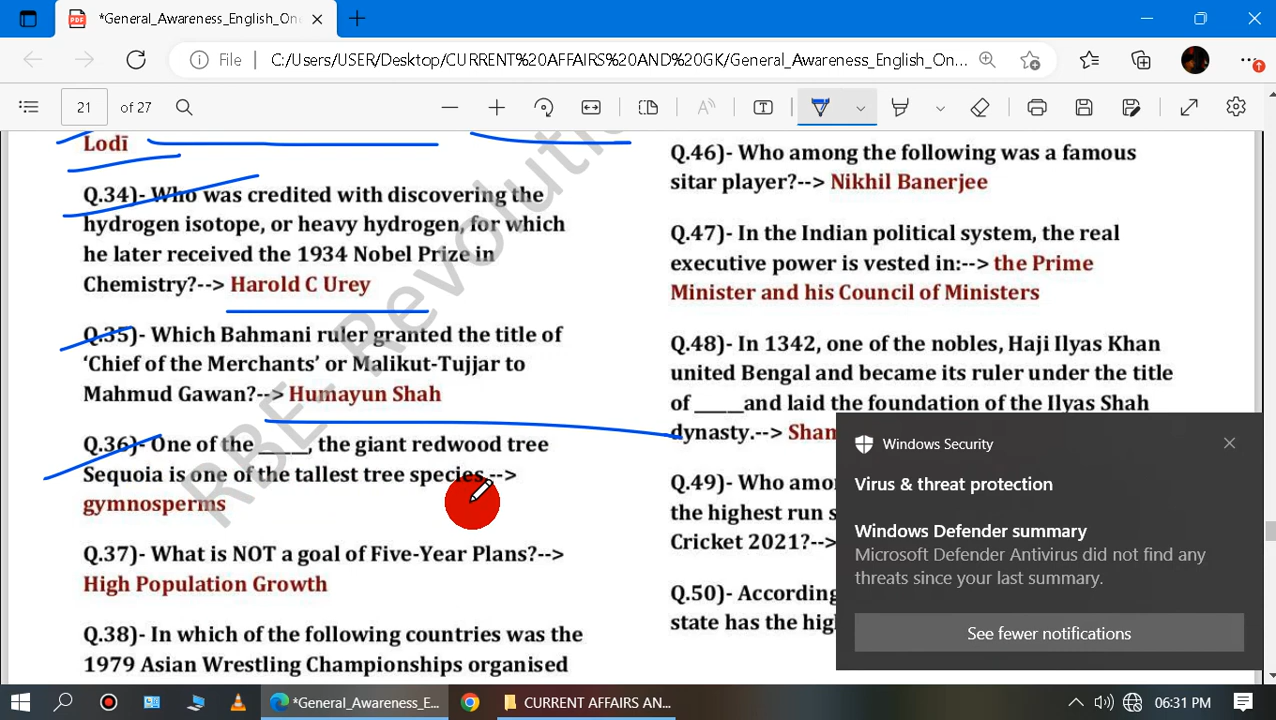 *General_Awareness_English_On
File C:/Users/USER/Desktop/CURRENT%20AFFAIRS%20AND%20GK/General_Awareness_English_On...
21 of 27
Lodī
Q.34)- Who was credited with discovering the
hydrogen isotope, or heavy hydrogen, for which
he later received the 1934 Nobel Prize in
Chemistry?--> Harold C Urey
Q.35)- Which Bahmani ruler granted the title of
‘Chief of the Merchants’ or Malikut-Tujjar to
Mahmud Gawan?--> Humayun Shah
Q.36)- One of the _____, the giant redwood tree
Sequoia is one of the tallest tree species.-->
gymnosperms
Q.37)- What is NOT a goal of Five-Year Plans?-->
High Population Growth
Q.38)- In which of the following countries was the
1979 Asian Wrestling Championships organised
RBE- Revolutio
Q.46)- Who among the following was a famous
sitar player?--> Nikhil Banerjee
Q.47)- In the Indian political system, the real
executive power is vested in:--> the Prime
Minister and his Council of Ministers
Q.48)- In 1342, one of the nobles, Haji Ilyas Khan
united Bengal and became its ruler under the title
of _____and laid the foundation of the Ilyas Shah
dynasty.--> Sham
Q.49)- Who amon
the highest run s
Cricket 2021?-->
Q.50)- According
state has the high
Windows Security
Virus & threat protection
Windows Defender summary
Microsoft Defender Antivirus did not find any
threats since your last summary.
See fewer notifications
*General_Awareness_E...
CURRENT AFFAIRS AN...
06:31 PM